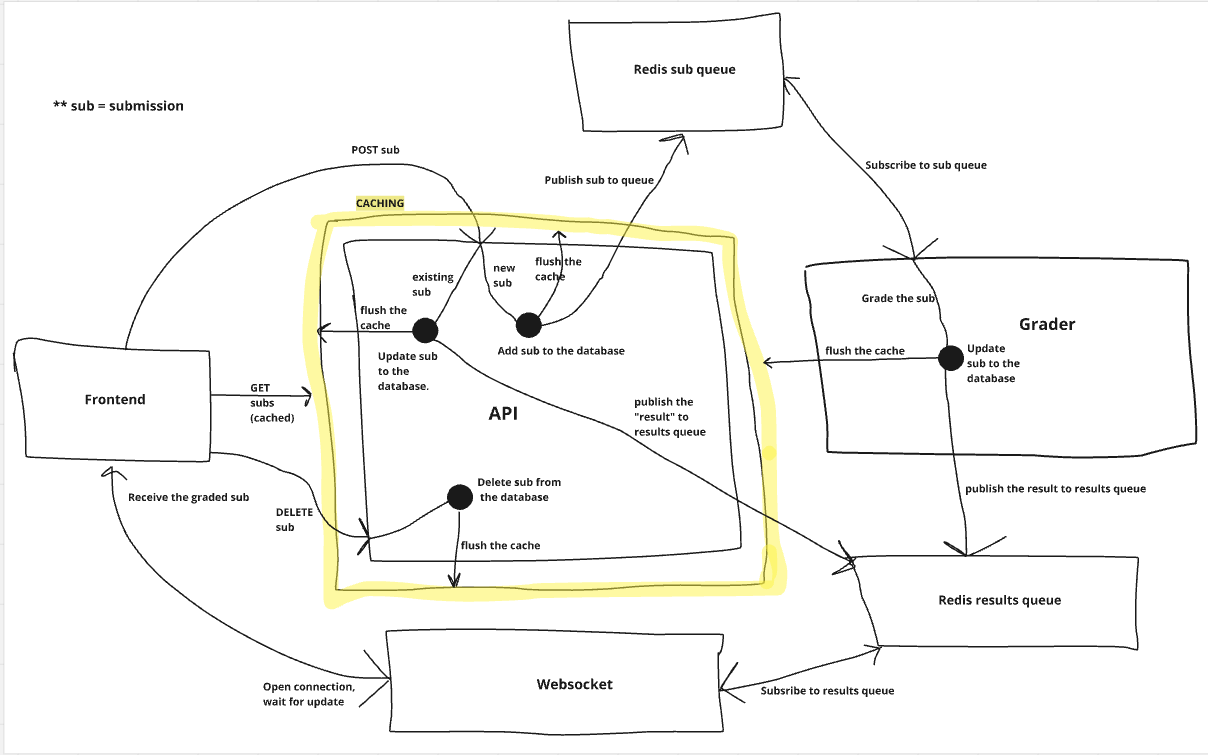 Redis sub queue
** sub = submission
POST sub
Subscribe to sub queue
Publish sub to queue
CACHING
flush the
cache
new
sub
existing
sub
flush the
cache
Update sub
to the
database.
Add sub to the database
Grade the sub
Grader
flush the cache
Update
sub to the
database
Frontend
GET
subs
(cached)
API
publish the
"result" to
results queue
Delete sub from
the database
Receive the graded sub
DELETE
sub
flush the cache
publish the result to results queue
Redis results queue
Websocket
Open connection,
wait for update
Subsribe to results queue